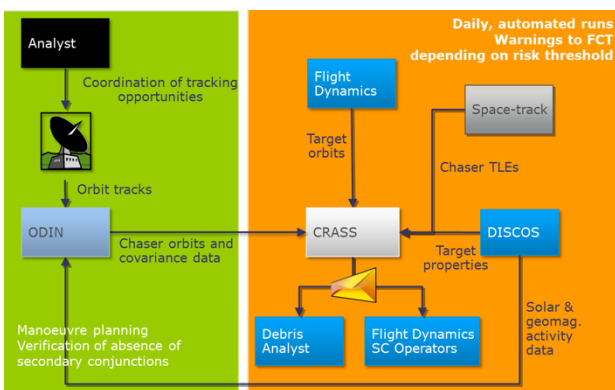 Analyst
Coordination of tracking
opportunities
Orbit tracks
ODIN
Chaser orbits and
covariance data
Manoeuvre planning
Verification of absence of
secondary conjunctions
Daily, automated runs
Warnings to FCT
depending on risk threshold
Flight
Dynamics
Space-track
Target
orbits
Chaser TLEs
CRASS
DISCOS
Target
properties
Debris
Analyst
Flight Dynamics
SC Operators
Solar &
geomag.
activity
data